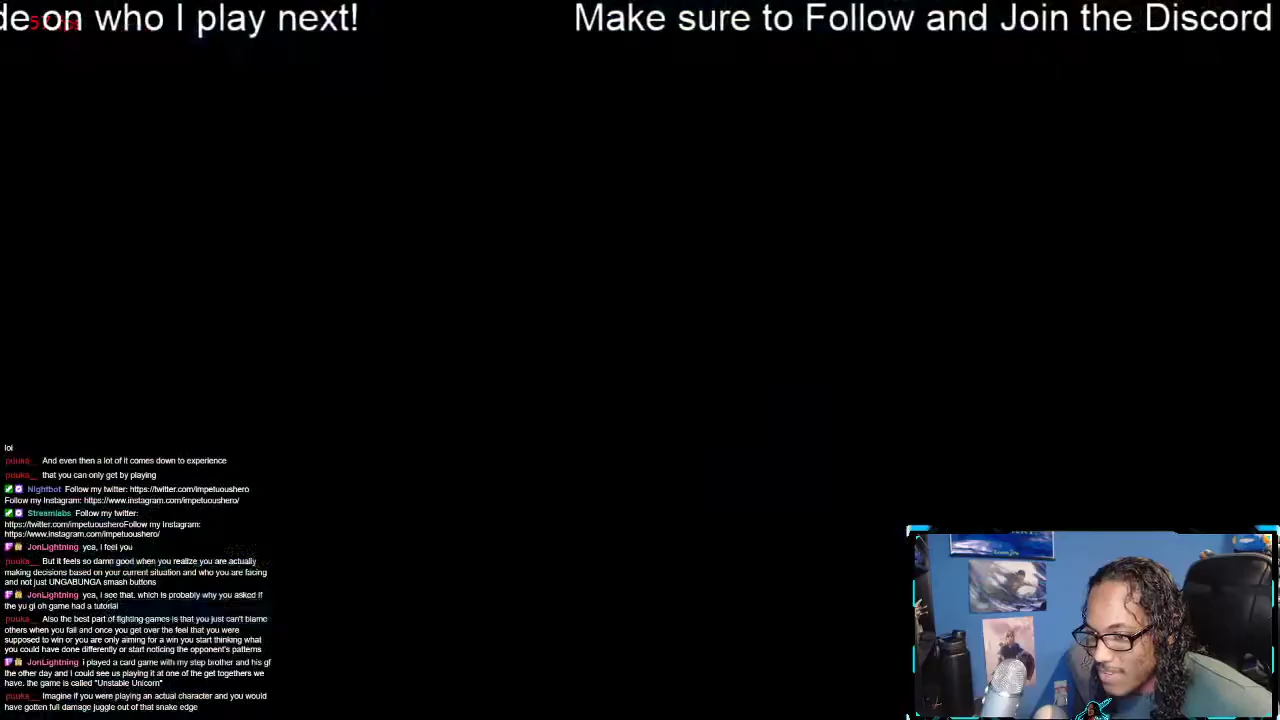 de on who I play next! Make sure to Follow and Join the Discord
lol
puuka__ And even then a lot of it comes down to experience
puuka__ that you can only get by playing
Nightbot Follow my twitter: https://twitter.com/impetuoushero
Follow my Instagram: https://www.instagram.com/impetuoushero/
Streamlabs Follow my twitter:
https://twitter.com/impetuousheroFollow my Instagram:
https://www.instagram.com/impetuoushero/
JonLightning yea, i feel you
puuka__ But it feels so damn good when you realize you are actually
making decisions based on your current situation and who you are facing
and not just UNGABUNGA smash buttons
JonLightning yea, i see that. which is probably why you asked if
the yu gi oh game had a tutorial
puuka__ Also the best part of fighting games is that you just can't blame
others when you fail and once you get over the feel that you were
supposed to win or you are only aiming for a win you start thinking what
you could have done differently or start noticing the opponent's patterns
JonLightning i played a card game with my step brother and his gf
the other day and I could see us playing it at one of the get togethers we
have. the game is called "Unstable Unicorn"
puuka__ Imagine if you were playing an actual character and you would
have gotten full damage juggle out of that snake edge